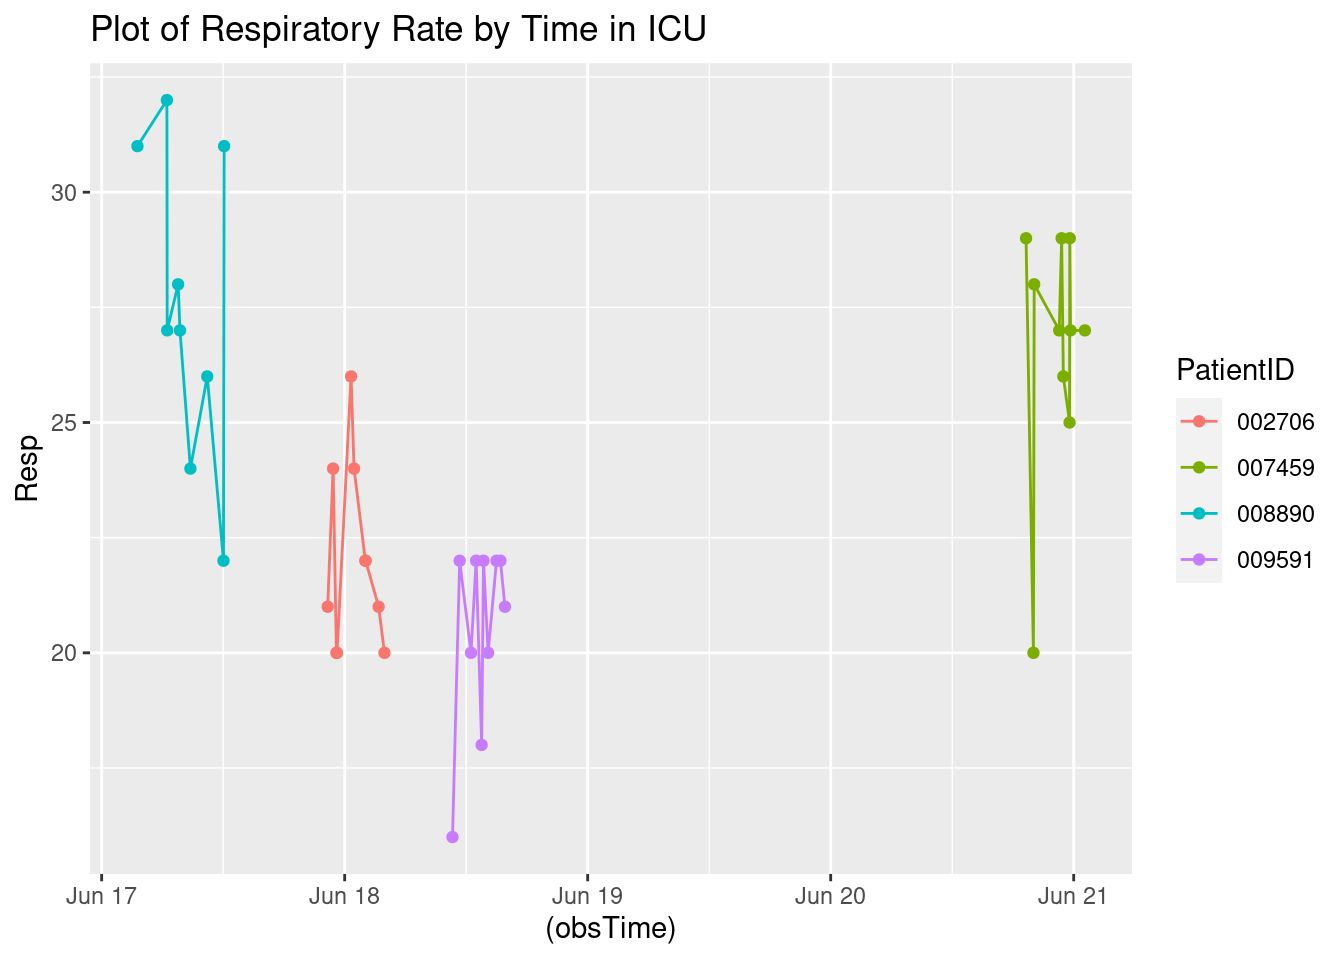 Plot of Respiratory Rate by Time in ICU
30
25
20
Resp
Jun 17
Jun 18
Jun 19
Jun 20
Jun 21
(obsTime)
PatientID
002706
007459
008890
009591